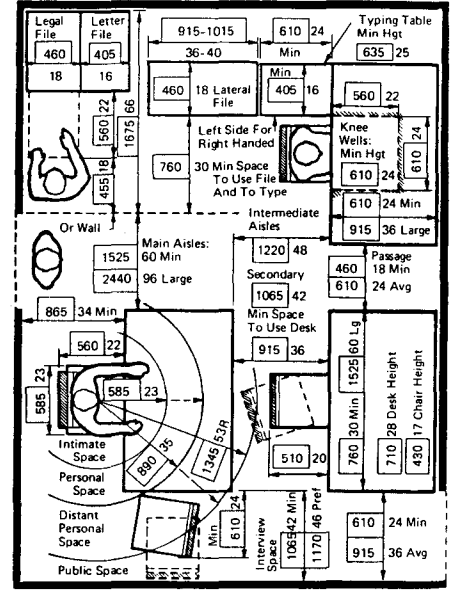 Legal
File
460
18
Letter
File
405
16
915-1015
36-40
610 24
Min
Typing Table
Min Hgt
635 25
460 18 Lateral
File
Min
405 16
560 22
560 22
1675 66
455 18
Left Side For
Right Handed
Knee
Wells:
Min Hgt
610 24
610 24
760 30 Min Space
To Use File
And To Type
610 24 Min
915 36 Large
Or Wall
Intermediate
Aisles
1220 48
Main Aisles:
1525 60 Min
2440 96 Large
Passage
460 18 Min
610 24 Avg
Secondary
1065 42
Min Space
To Use Desk
915 36
865 34 Min
560 22
585 23
585 23
1525 60 Lg
760 30 Min
710 28 Desk Height
430 17 Chair Height
1345 53R
890 35
510 20
Intimate
Space
Personal
Space
Distant
Personal
Space
Public Space
Min
610 24
Interview
Space
1065 42 Min
1170 46 Pref
610 24 Min
915 36 Avg